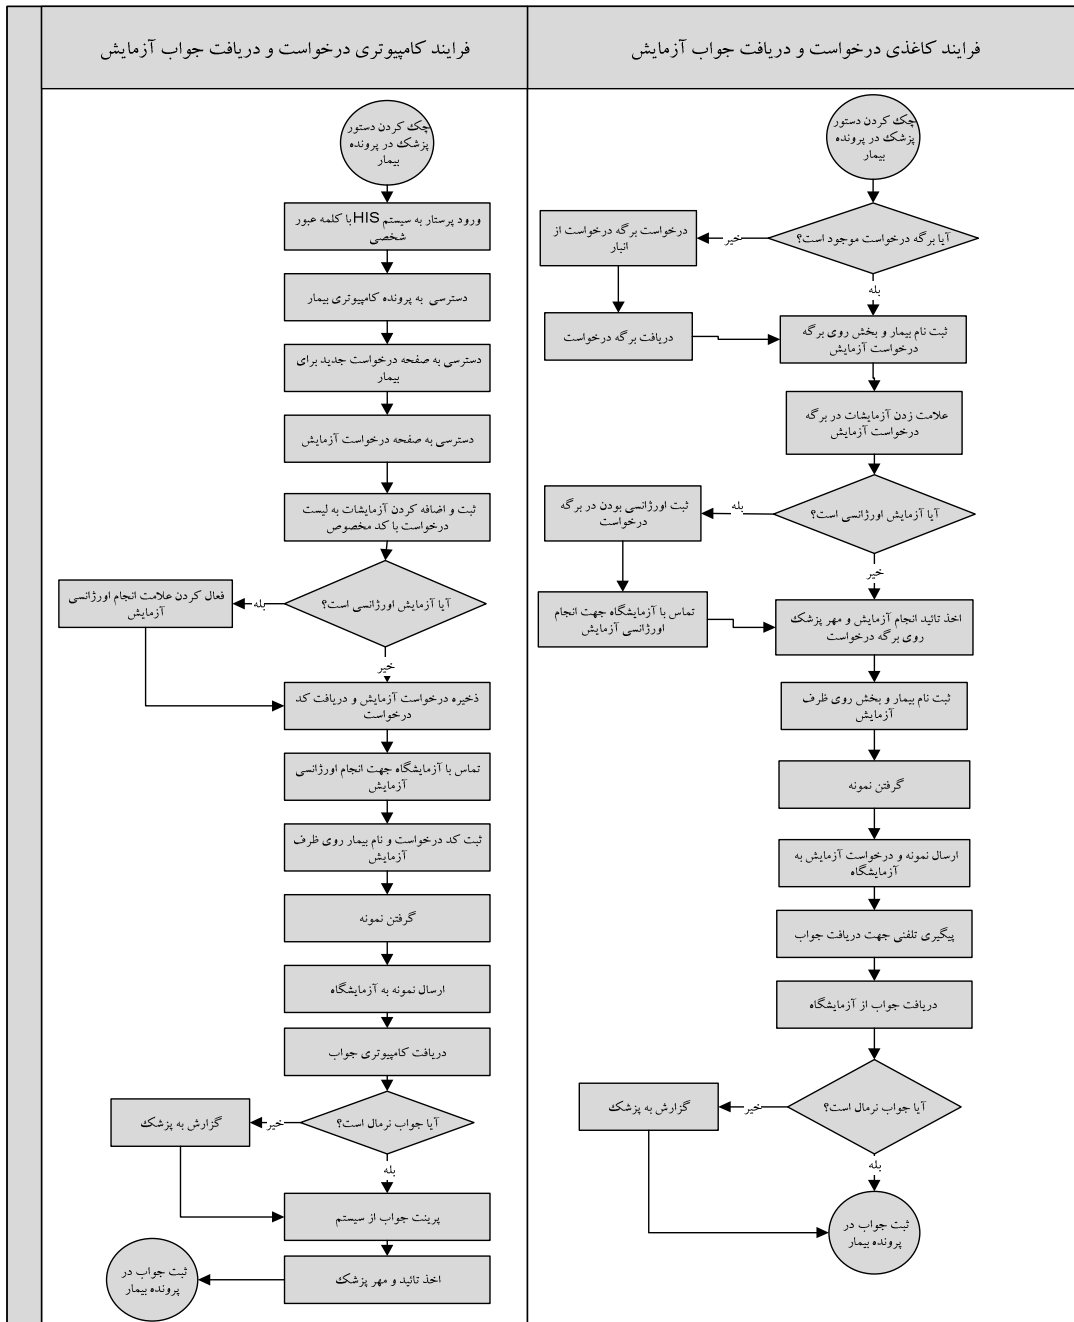 فرایند کاغذی درخواست و دریافت جواب آزمایش
چک کردن دستور
پزشک در پرونده
بیمار
آیا برگه درخواست موجود است؟
خیر
درخواست برگه درخواست از
انبار
دریافت برگه درخواست
بله
ثبت نام بیمار و بخش روی برگه
درخواست آزمایش
علامت زدن آزمایشات در برگه
درخواست آزمایش
آیا آزمایش اورژانسی است؟
بله
ثبت اورژانسی بودن در برگه
درخواست
تماس با آزمایشگاه جهت انجام
اورژانسی آزمایش
خیر
اخذ تائید انجام آزمایش و مهر پزشک
روی برگه درخواست
ثبت نام بیمار و بخش روی ظرف
آزمایش
گرفتن نمونه
ارسال نمونه و درخواست آزمایش به
آزمایشگاه
پیگیری تلفنی جهت دریافت جواب
دریافت جواب از آزمایشگاه
آیا جواب نرمال است؟
خیر
گزارش به پزشک
بله
ثبت جواب در
پرونده بیمار
فرایند کامپیوتری درخواست و دریافت جواب آزمایش
چک کردن دستور
پزشک در پرونده
بیمار
ورود پرستار به سیستم HIS با کلمه عبور
شخصی
دسترسی به پرونده کامپیوتری بیمار
دسترسی به صفحه درخواست جدید برای
بیمار
دسترسی به صفحه درخواست آزمایش
ثبت و اضافه کردن آزمایشات به لیست
درخواست با کد مخصوص
آیا آزمایش اورژانسی است؟
بله
فعال کردن علامت انجام اورژانسی
آزمایش
خیر
ذخیره درخواست آزمایش و دریافت کد
درخواست
تماس با آزمایشگاه جهت انجام اورژانسی
آزمایش
ثبت کد درخواست و نام بیمار روی ظرف
آزمایش
گرفتن نمونه
ارسال نمونه به آزمایشگاه
دریافت کامپیوتری جواب
آیا جواب نرمال است؟
خیر
گزارش به پزشک
بله
پرینت جواب از سیستم
اخذ تائید و مهر پزشک
ثبت جواب در
پرونده بیمار